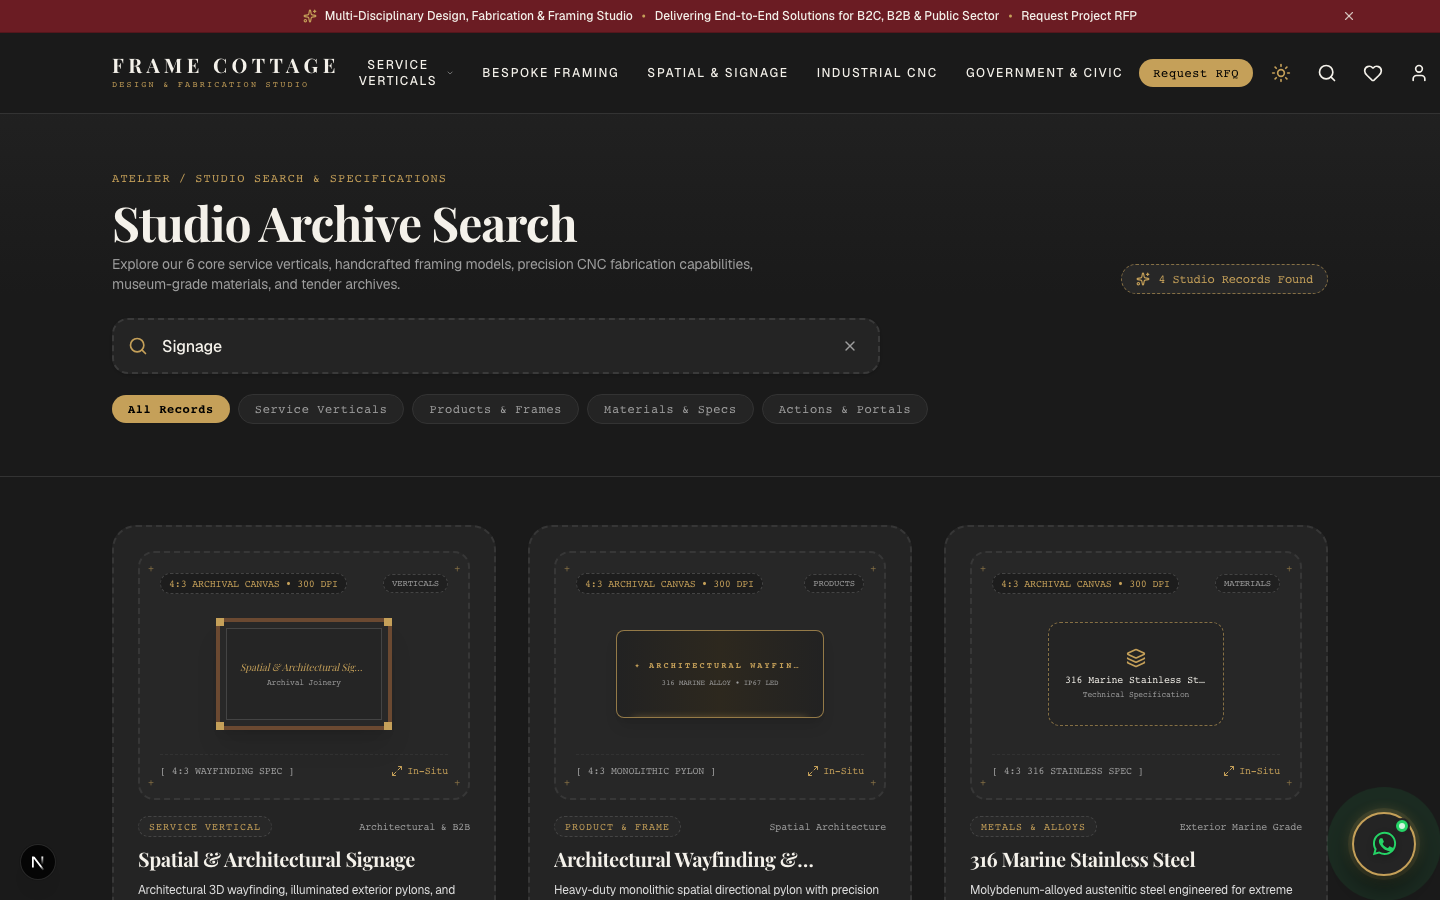 Multi-Disciplinary Design, Fabrication & Framing Studio • Delivering End-to-End Solutions for B2C, B2B & Public Sector • Request Project RFP
FRAME COTTAGE
DESIGN & FABRICATION STUDIO
SERVICE VERTICALS
BESPOKE FRAMING
SPATIAL & SIGNAGE
INDUSTRIAL CNC
GOVERNMENT & CIVIC
Request RFQ
ATELIER / STUDIO SEARCH & SPECIFICATIONS
Studio Archive Search
Explore our 6 core service verticals, handcrafted framing models, precision CNC fabrication capabilities,
museum-grade materials, and tender archives.
4 Studio Records Found
Signage
All Records
Service Verticals
Products & Frames
Materials & Specs
Actions & Portals
4:3 ARCHIVAL CANVAS • 300 DPI
VERTICALS
Spatial & Architectural Sig...
Archival Joinery
[ 4:3 WAYFINDING SPEC ]
In-Situ
SERVICE VERTICAL
Architectural & B2B
Spatial & Architectural Signage
Architectural 3D wayfinding, illuminated exterior pylons, and
4:3 ARCHIVAL CANVAS • 300 DPI
PRODUCTS
✦ ARCHITECTURAL WAYFIN…
316 MARINE ALLOY • IP67 LED
[ 4:3 MONOLITHIC PYLON ]
In-Situ
PRODUCT & FRAME
Spatial Architecture
Architectural Wayfinding &...
Heavy-duty monolithic spatial directional pylon with precision
4:3 ARCHIVAL CANVAS • 300 DPI
MATERIALS
316 Marine Stainless St…
Technical Specification
[ 4:3 316 STAINLESS SPEC ]
In-Situ
METALS & ALLOYS
Exterior Marine Grade
316 Marine Stainless Steel
Molybdenum-alloyed austenitic steel engineered for extreme
N